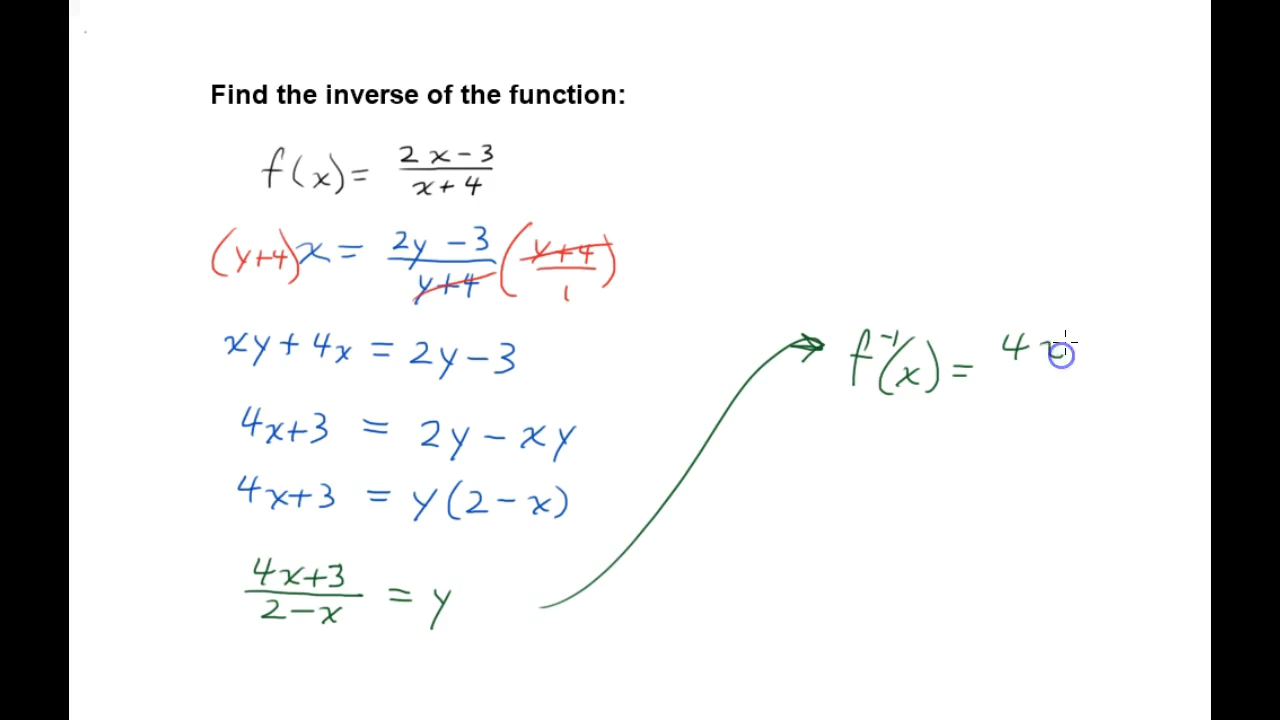 Find the inverse of the function:
f(x) = (2x-3)/(x+4)
(y+4)x = (2y-3)/(y+4) ((y+4)/1)
xy + 4x = 2y - 3
4x+3 = 2y - xy
4x+3 = y(2-x)
(4x+3)/(2-x) = y
f⁻¹(x) = 4x